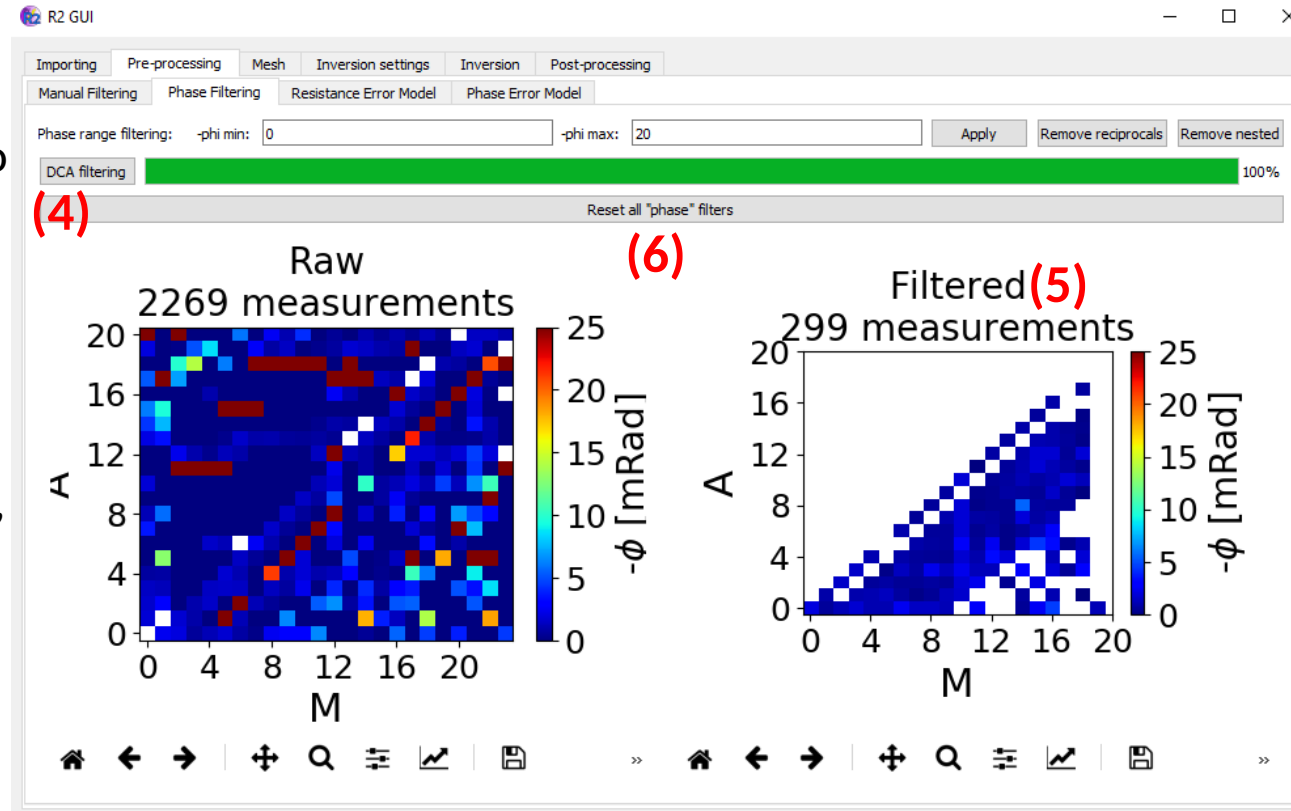 R2 GUI
Importing Pre-processing Mesh Inversion settings Inversion Post-processing
Manual Filtering Phase Filtering Resistance Error Model Phase Error Model
Phase range filtering: -phi min: 0 -phi max: 20 Apply Remove reciprocals Remove nested
DCA filtering 100%
(4) Reset all "phase" filters
(6)
Raw
2269 measurements
Filtered (5)
299 measurements
20
16
12
8
4
0
A
0 4 8 12 16 20
M
25
20
15
10
5
0
-ϕ [mRad]
20
16
12
8
4
0
A
0 4 8 12 16 20
M
25
20
15
10
5
0
-ϕ [mRad]
»
»